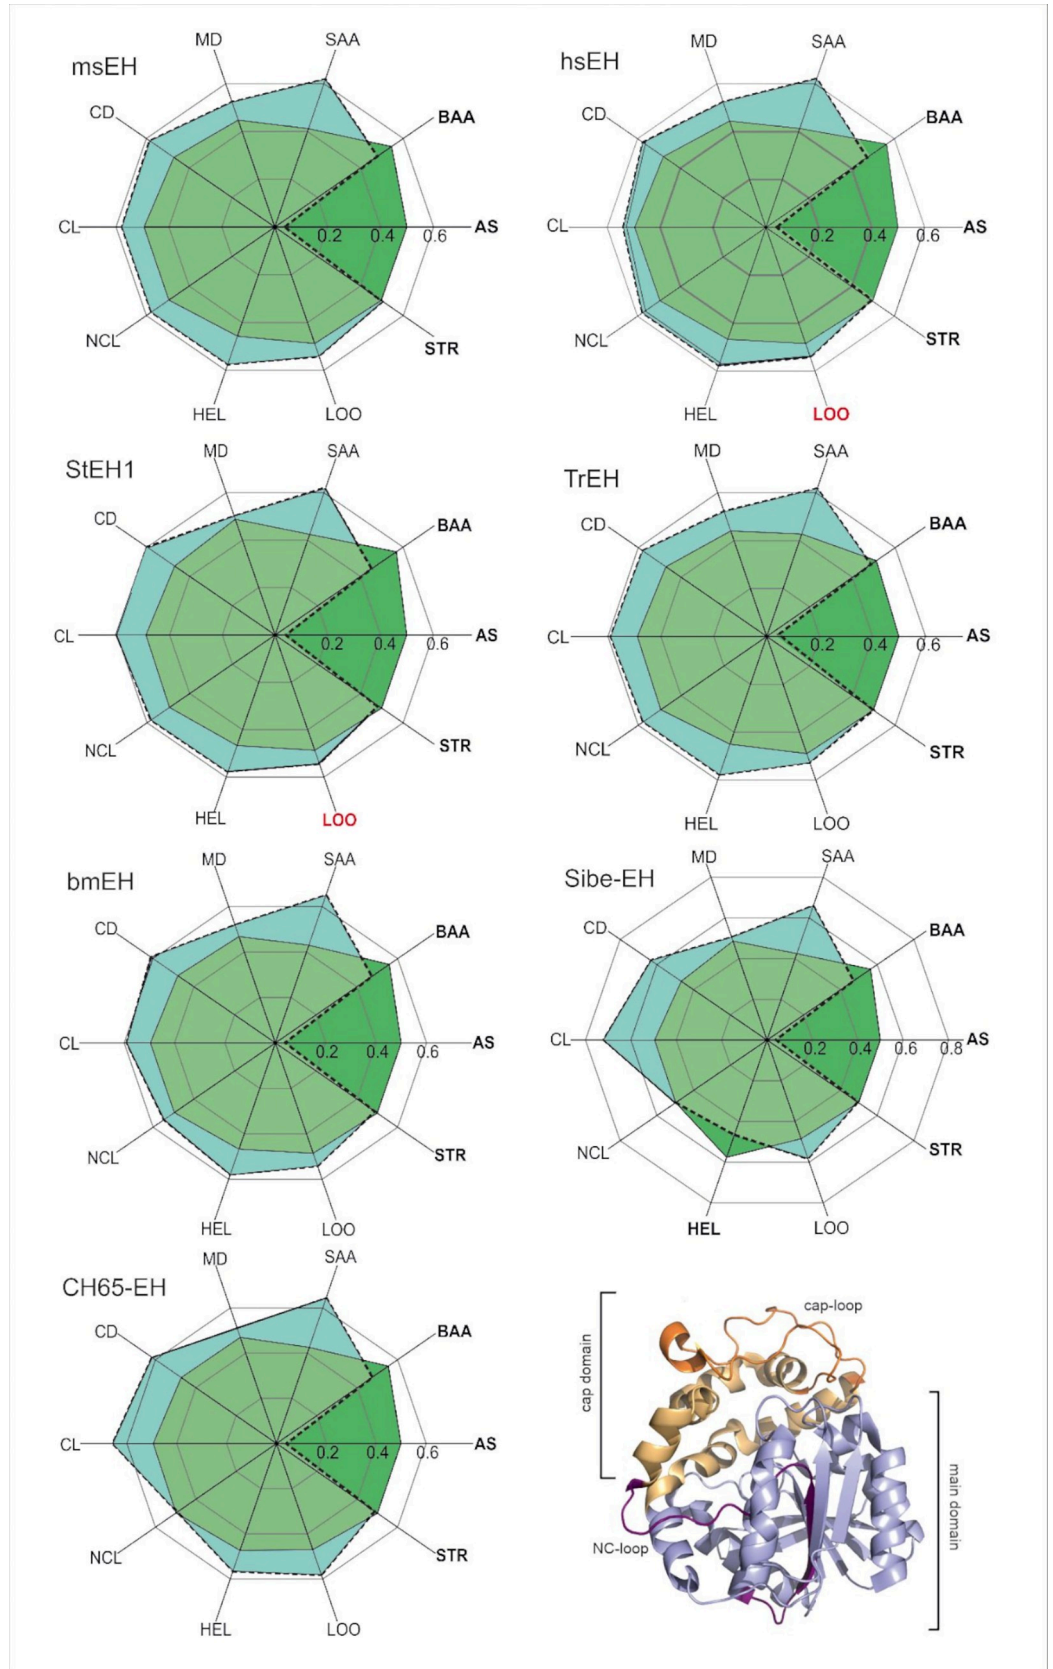 msEH
MD
SAA
CD
BAA
CL
0.2
0.4
0.6
AS
NCL
STR
HEL
LOO
hsEH
MD
SAA
CD
BAA
CL
0.2
0.4
0.6
AS
NCL
STR
HEL
LOO
StEH1
MD
SAA
CD
BAA
CL
0.2
0.4
0.6
AS
NCL
STR
HEL
LOO
TrEH
MD
SAA
CD
BAA
CL
0.2
0.4
0.6
AS
NCL
STR
HEL
LOO
bmEH
MD
SAA
CD
BAA
CL
0.2
0.4
0.6
AS
NCL
STR
HEL
LOO
Sibe-EH
MD
SAA
CD
BAA
CL
0.2
0.4
0.6
0.8
AS
NCL
STR
HEL
LOO
CH65-EH
MD
SAA
CD
BAA
CL
0.2
0.4
0.6
AS
NCL
STR
HEL
LOO
cap-loop
cap domain
main domain
NC-loop